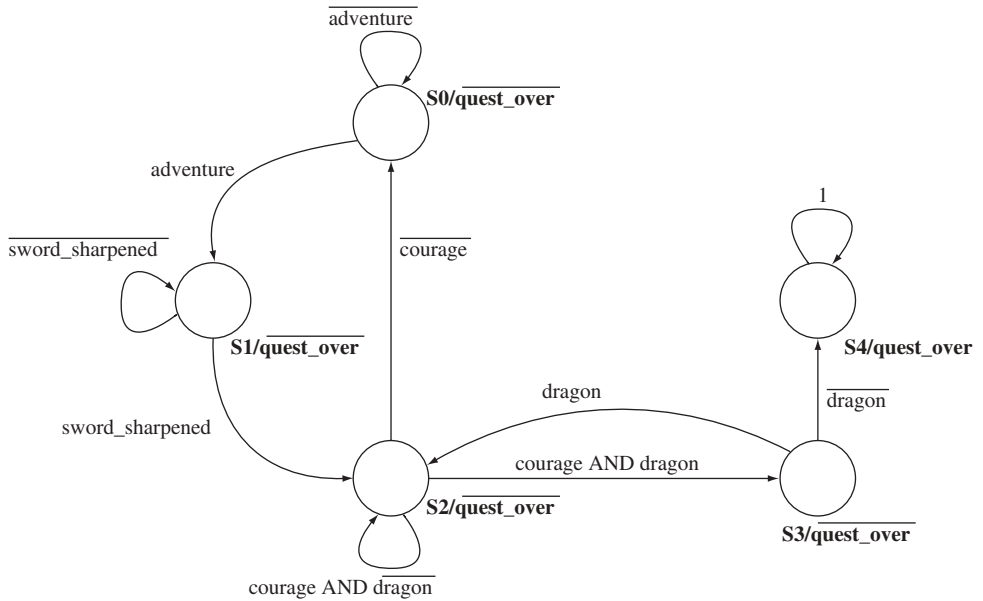 adventure
S0/quest_over
adventure
sword_sharpened
courage
1
S1/quest_over
S4/quest_over
dragon
dragon
sword_sharpened
courage AND dragon
S2/quest_over
S3/quest_over
courage AND dragon